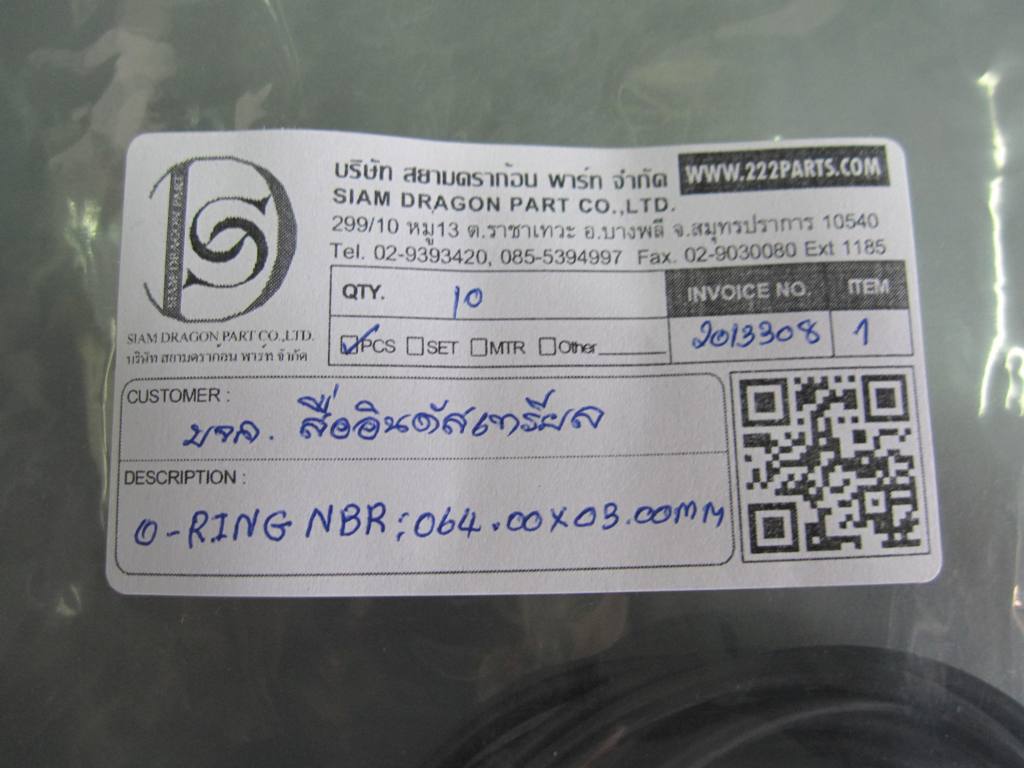 SIAM DRAGON PART
SIAM DRAGON PART CO.,LTD.
บริษัท สยามดราก้อน พาร์ท จำกัด
บริษัท สยามดราก้อน พาร์ท จำกัด
WWW.222PARTS.COM
SIAM DRAGON PART CO.,LTD.
299/10 หมู่13 ต.ราชาเทวะ อ.บางพลี จ.สมุทรปราการ 10540
Tel. 02-9393420, 085-5394997 Fax. 02-9030080 Ext 1185
QTY. 10
INVOICE NO. ITEM
PCS SET MTR Other
2013308 1
CUSTOMER :
บจก. สื่ออินดัสเทรียล
DESCRIPTION :
O-RING NBR; 064.00X03.00MM